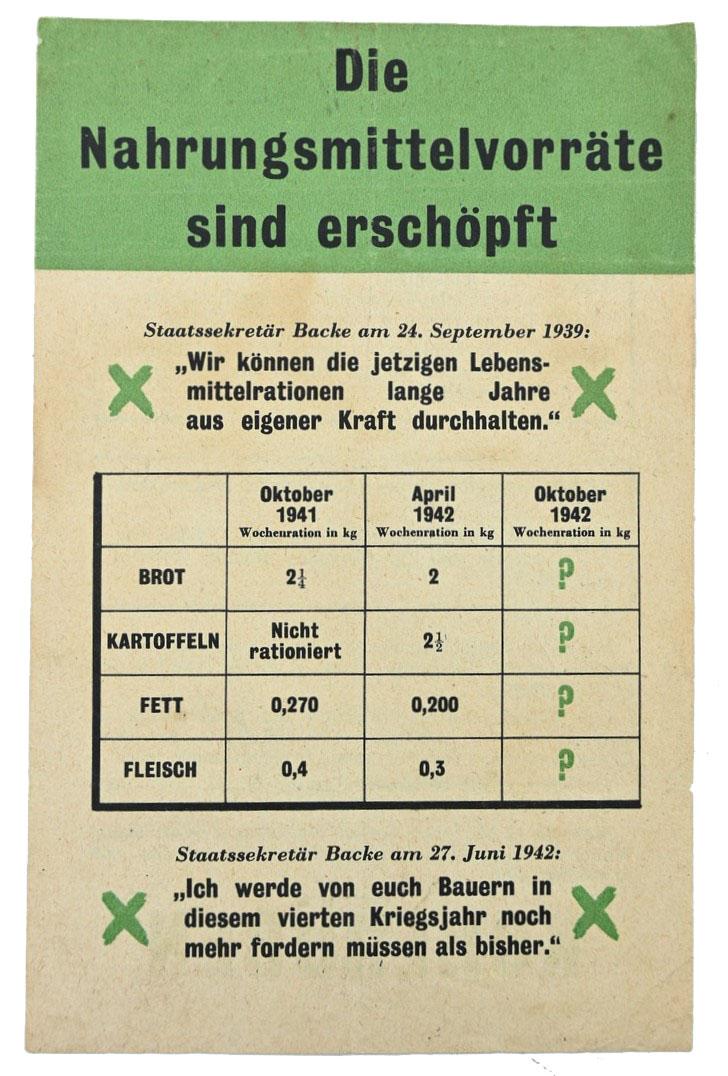 Die
Nahrungsmittelvorräte
sind erschöpft
Staatssekretär Backe am 24. September 1939:
„Wir können die jetzigen Lebens-
mittelrationen lange Jahre
aus eigener Kraft durchhalten.“
Oktober 1941 Wochenration in kg April 1942 Wochenration in kg Oktober 1942 Wochenration in kg
BROT 2¼ 2 ?
KARTOFFELN Nicht rationiert 2½ ?
FETT 0,270 0,200 ?
FLEISCH 0,4 0,3 ?
Staatssekretär Backe am 27. Juni 1942:
„Ich werde von euch Bauern in
diesem vierten Kriegsjahr noch
mehr fordern müssen als bisher.“